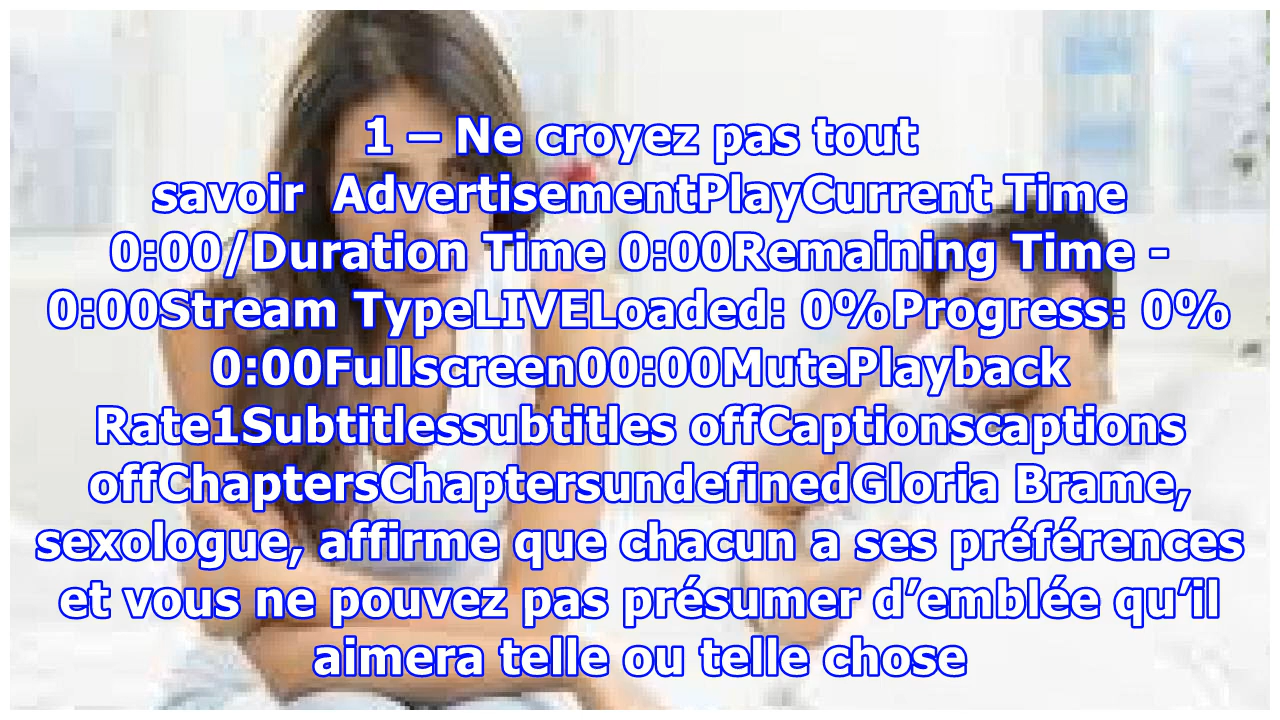 1 – Ne croyez pas tout
savoir  AdvertisementPlayCurrent Time
0:00/Duration Time 0:00Remaining Time -
0:00Stream TypeLIVELoaded: 0%Progress: 0%
0:00Fullscreen00:00MutePlayback
Rate1Subtitlessubtitles offCaptionscaptions
offChaptersChaptersundefinedGloria Brame,
sexologue, affirme que chacun a ses préférences
et vous ne pouvez pas présumer d’emblée qu’il
aimera telle ou telle chose